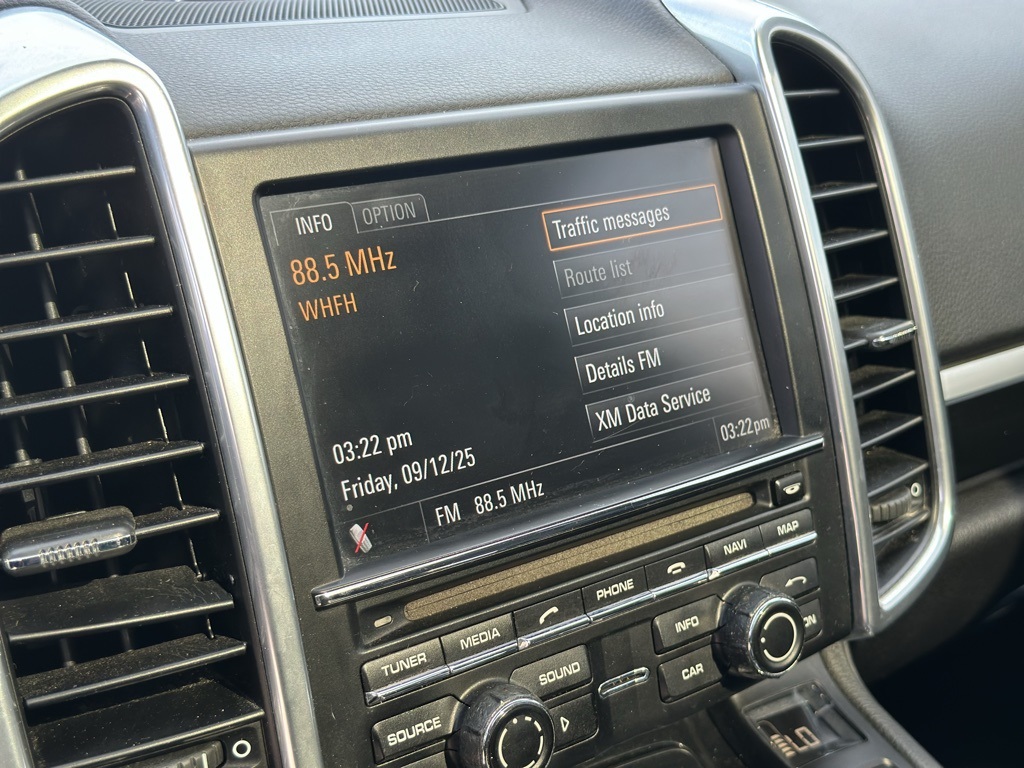 INFO
OPTION
88.5 MHz
WHFH
Traffic messages
Route list
Location info
Details FM
XM Data Service
03:22 pm
Friday, 09/12/25
03:22pm
FM 88.5 MHz
TUNER
MEDIA
PHONE
NAVI
MAP
SOURCE
SOUND
INFO
CAR